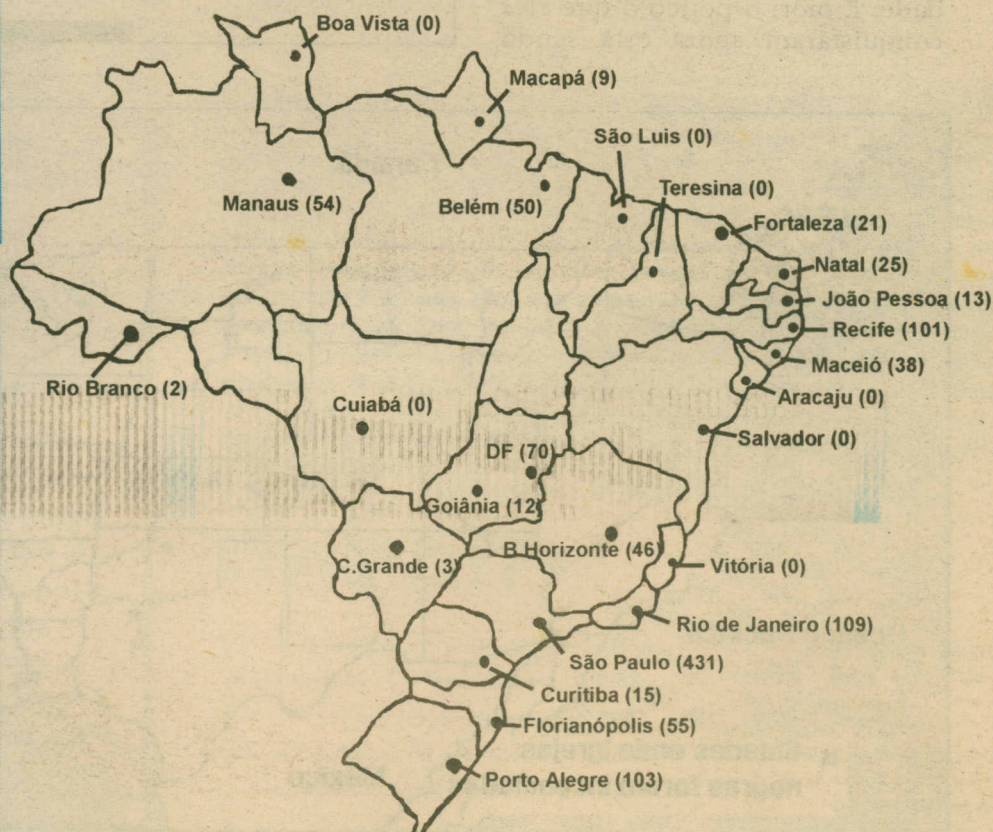 Boa Vista (0)
Macapá (9)
São Luis (0)
Manaus (54)
Belém (50)
Teresina (0)
Fortaleza (21)
Natal (25)
João Pessoa (13)
Recife (101)
Maceió (38)
Rio Branco (2)
Aracaju (0)
Cuiabá (0)
Salvador (0)
DF (70)
Goiânia (12)
B.Horizonte (46)
C.Grande (3)
Vitória (0)
Rio de Janeiro (109)
São Paulo (431)
Curitiba (15)
Florianópolis (55)
Porto Alegre (103)